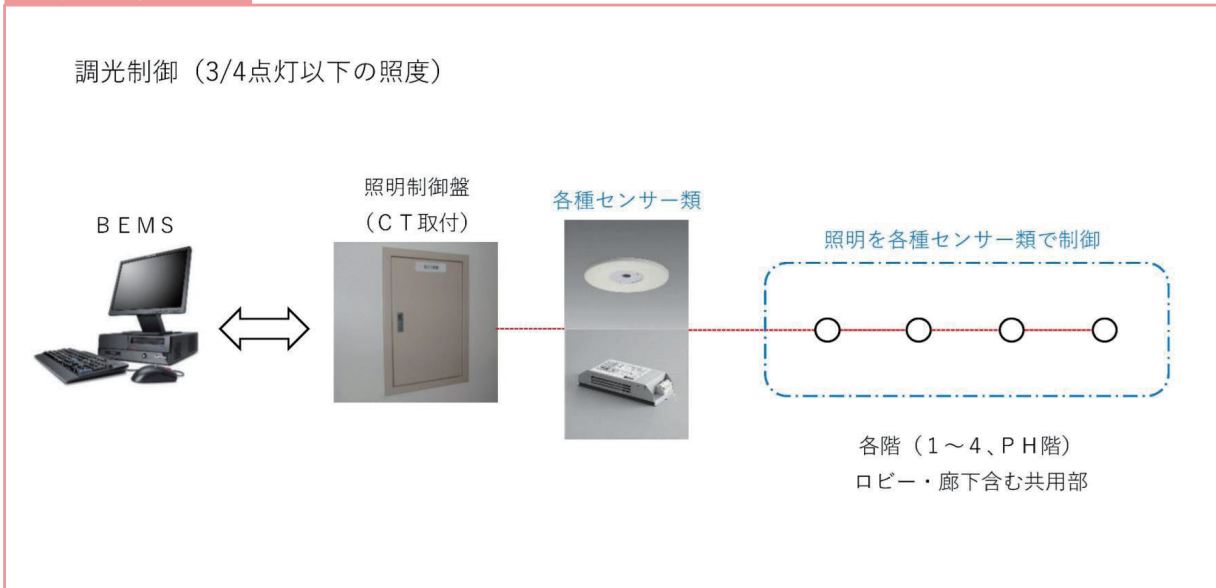 調光制御（3/4点灯以下の照度）
ＢＥＭＳ
照明制御盤
（ＣＴ取付）
各種センサー類
照明を各種センサー類で制御
各階（１～４、ＰＨ階）
ロビー・廊下含む共用部